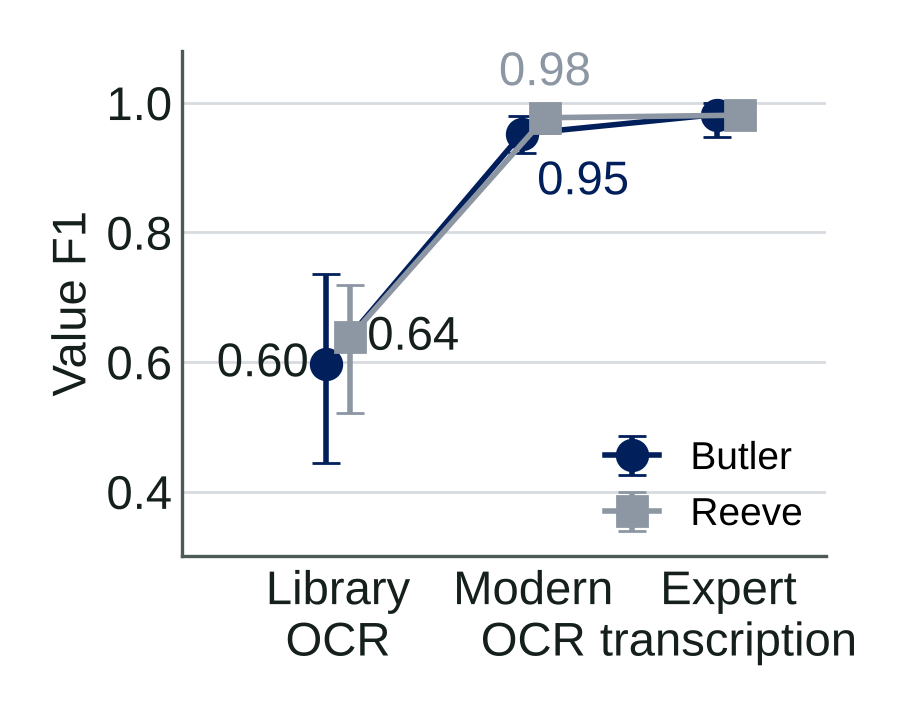 0.98
1.0
0.95
0.8
Value F1
0.64
0.60
0.6
Butler
0.4
Reeve
Library
OCR
Modern
OCR
Expert
transcription